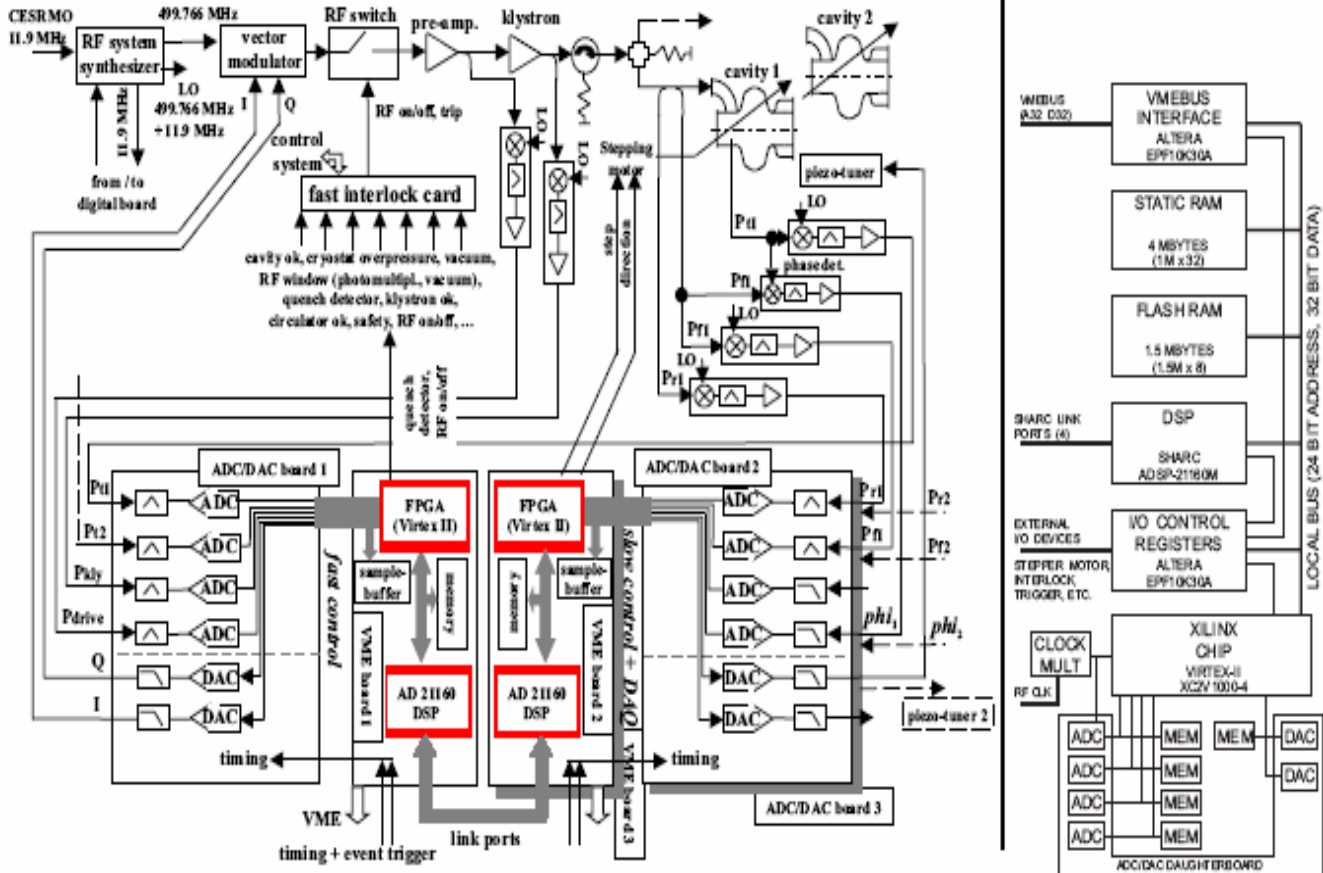 CESRMO
11.9 MHz
499.766 MHz
RF system
synthesizer
LO
499.766 MHz
+11.9 MHz
11.9 MHz
from / to
digital board
vector
modulator
I
Q
RF switch
RF on/off, trip
pre-amp.
klystron
control
system
fast interlock card
cavity ok, cryostat overpressure, vacuum,
RF window (photomultipl., vacuum),
quench detector, klystron ok,
circulator ok, safety, RF on/off, ...
quench
detector,
RF on/off
LO
LO
Stepping
motor
step
direction
cavity 1
cavity 2
piezo-tuner
Pt1
LO
phase det.
Pf1
LO
Pf1
LO
Pr1
ADC/DAC board 1
Pt1
ADC
Pt2
ADC
Pkly
ADC
Pdrive
ADC
Q
DAC
I
DAC
timing
fast control
FPGA
(Virtex II)
sample-
buffer
memory
VME board 1
AD 21160
DSP
VME
timing + event trigger
link ports
FPGA
(Virtex II)
sample-
buffer
memory
VME board 2
AD 21160
DSP
slow control + DAQ
VME board 3
ADC/DAC board 2
ADC
Pr1
Pr2
ADC
Pf1
Pf2
ADC
ADC
phi1
phi2
DAC
DAC
piezo-tuner 2
timing
ADC/DAC board 3
VMEBUS
(A32 D32)
VMEBUS
INTERFACE
ALTERA
EPF10K30A
STATIC RAM
4 MBYTES
(1M x 32)
FLASH RAM
1.5 MBYTES
(1.5M x 8)
SHARC LINK
PORTS (4)
DSP
SHARC
ADSP-21160M
EXTERNAL
I/O DEVICES
STEPPER MOTOR,
INTERLOCK,
TRIGGER, ETC.
I/O CONTROL
REGISTERS
ALTERA
EPF10K30A
LOCAL BUS (24 BIT ADDRESS, 32 BIT DATA)
CLOCK
MULT
RF CLK
XILINX
CHIP
VIRTEX-II
XC2V1000-4
ADC
MEM
MEM
DAC
ADC
MEM
DAC
ADC
MEM
ADC
MEM
ADC/DAC DAUGHTERBOARD